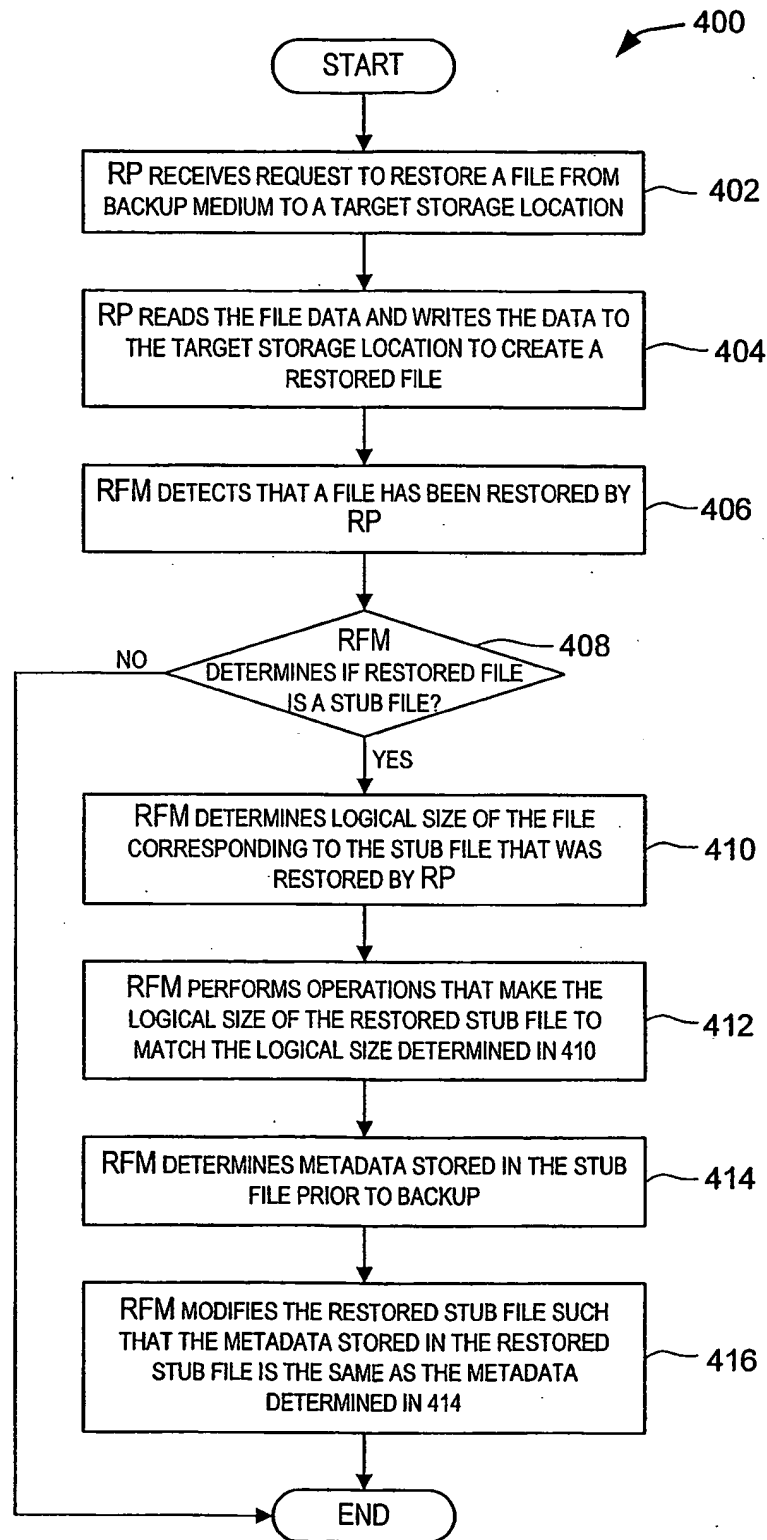 400
START
RP RECEIVES REQUEST TO RESTORE A FILE FROM
BACKUP MEDIUM TO A TARGET STORAGE LOCATION
402
RP READS THE FILE DATA AND WRITES THE DATA TO
THE TARGET STORAGE LOCATION TO CREATE A
RESTORED FILE
404
RFM DETECTS THAT A FILE HAS BEEN RESTORED BY
RP
406
RFM
DETERMINES IF RESTORED FILE
IS A STUB FILE?
408
NO
YES
RFM DETERMINES LOGICAL SIZE OF THE FILE
CORRESPONDING TO THE STUB FILE THAT WAS
RESTORED BY RP
410
RFM PERFORMS OPERATIONS THAT MAKE THE
LOGICAL SIZE OF THE RESTORED STUB FILE TO
MATCH THE LOGICAL SIZE DETERMINED IN 410
412
RFM DETERMINES METADATA STORED IN THE STUB
FILE PRIOR TO BACKUP
414
RFM MODIFIES THE RESTORED STUB FILE SUCH
THAT THE METADATA STORED IN THE RESTORED
STUB FILE IS THE SAME AS THE METADATA
DETERMINED IN 414
416
END